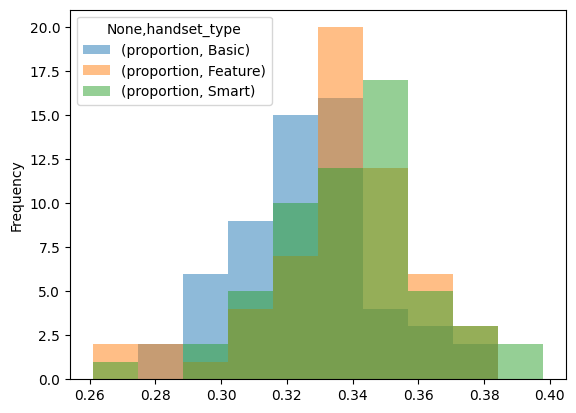 None,handset_type
(proportion, Basic)
(proportion, Feature)
(proportion, Smart)
Frequency
20.0
17.5
15.0
12.5
10.0
7.5
5.0
2.5
0.0
0.26 0.28 0.30 0.32 0.34 0.36 0.38 0.40